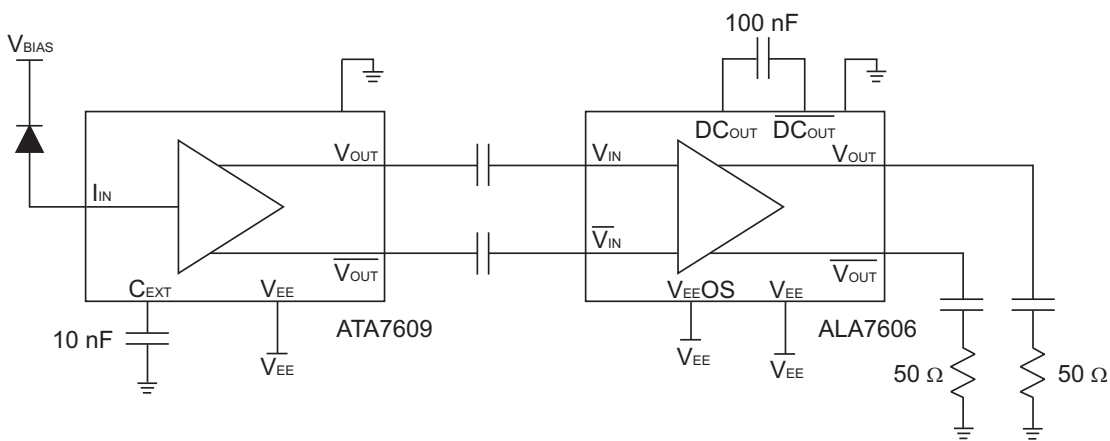 100 nF
VBIAS
DCOUT
DCOUT
VOUT
VIN
VOUT
IIN
VIN
VOUT
VOUT
CEXT
VEE
VEEOS
VEE
10 nF
ATA7609
ALA7606
VEE
VEE
VEE
50 Ω
50 Ω